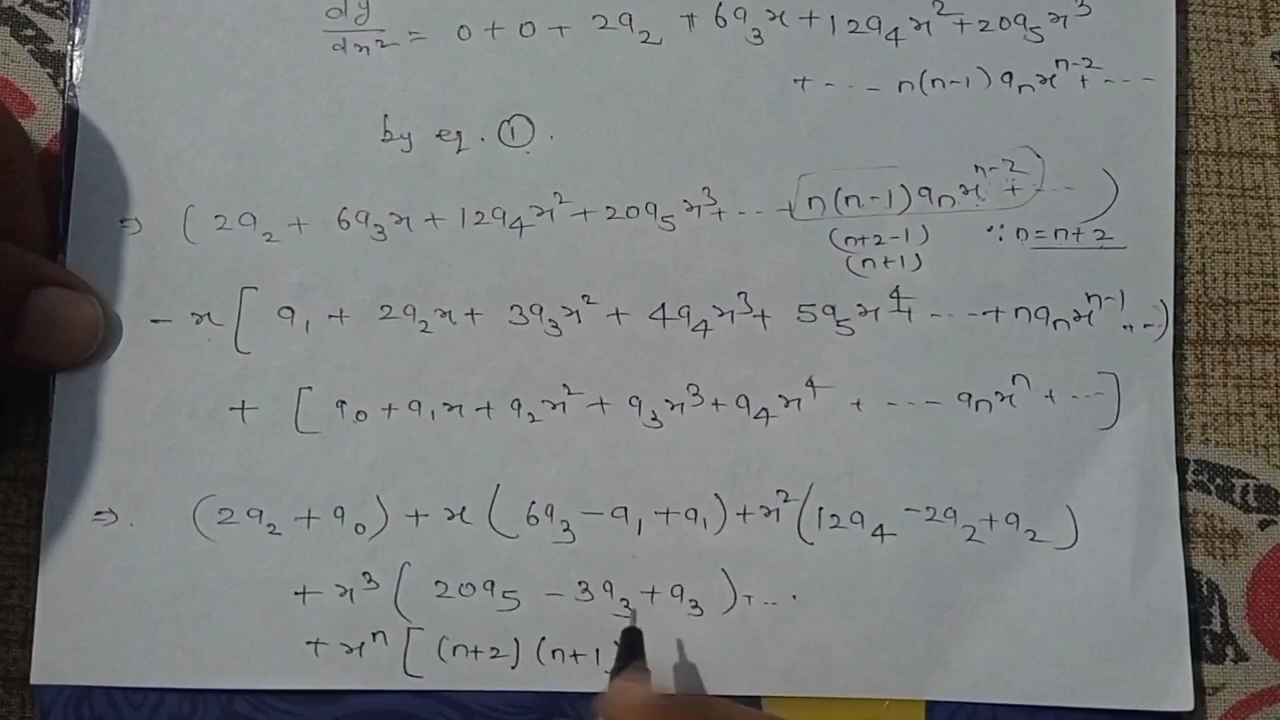 dy/dx² = 0 + 0 + 2a₂ + 6a₃x + 12a₄x² + 20a₅x³
+ --- n(n-1)aₙxⁿ⁻² + ---
by eq. ①.
⇒ (2a₂ + 6a₃x + 12a₄x² + 20a₅x³ + -- + n(n-1)aₙxⁿ⁻² + --- )
(n+2-1) ∵ n=n+2
(n+1)
- x[ a₁ + 2a₂x + 3a₃x² + 4a₄x³ + 5a₅x⁴ + --- + naₙxⁿ⁻¹ + -- )
+ [ a₀ + a₁x + a₂x² + a₃x³ + a₄x⁴ + --- aₙxⁿ + --- ]
⇒. (2a₂ + a₀) + x(6a₃ - a₁ + a₁) + x²(12a₄ - 2a₂ + a₂)
+ x³( 20a₅ - 3a₃ + a₃ ) + ...
+ xⁿ[ (n+2) (n+1)